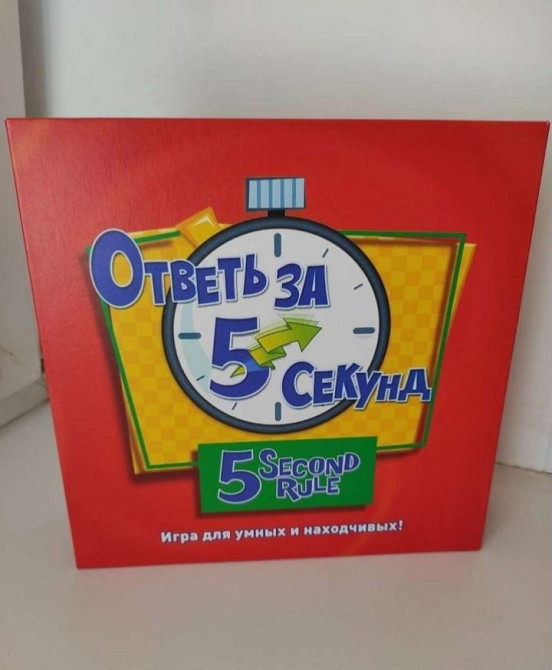 Ответь за
5
секунд
5 Second
Rule
Игра для умных и находчивых!